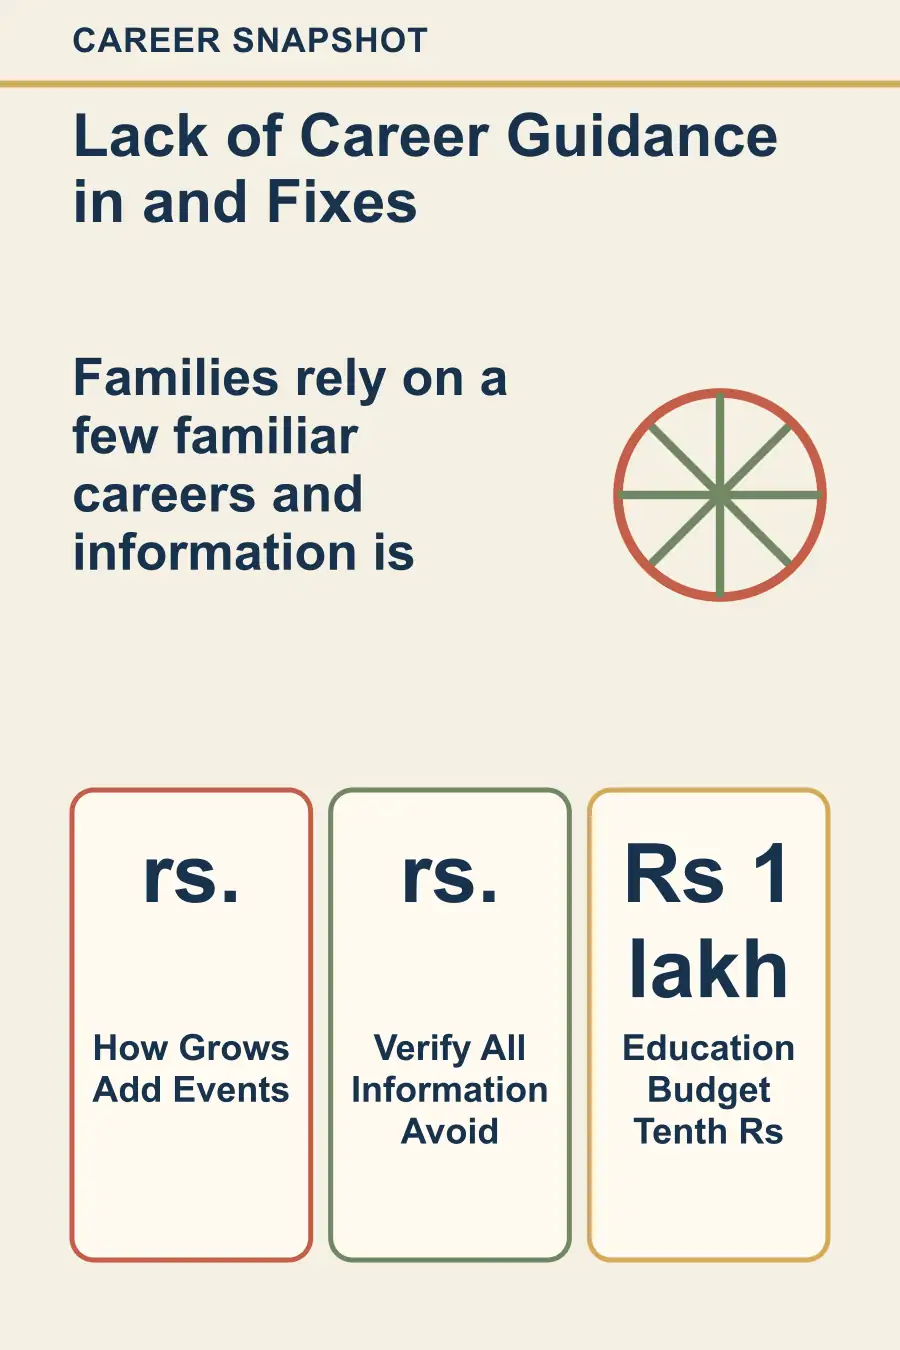 CAREER SNAPSHOT
Lack of Career Guidance
in and Fixes
Families rely on a
few familiar
careers and
information is
rs.
How Grows
Add Events
rs.
Verify All
Information
Avoid
Rs 1
lakh
Education
Budget
Tenth Rs